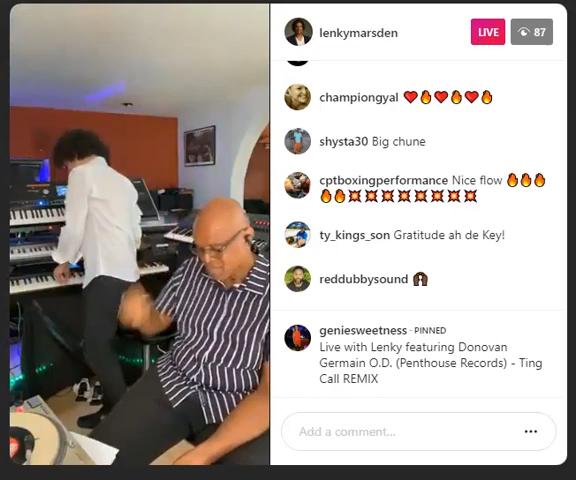 lenkymarsden
LIVE
87
championgyal ❤️🔥❤️🔥❤️🔥
shysta30 Big chune
cptboxingperformance Nice flow 🔥🔥🔥
🔥🔥💥💥💥💥💥💥💥💥
ty_kings_son Gratitude ah de Key!
reddubbysound 🙌🏿
geniesweetness · PINNED
Live with Lenky featuring Donovan
Germain O.D. (Penthouse Records) - Ting
Call REMIX
Add a comment...